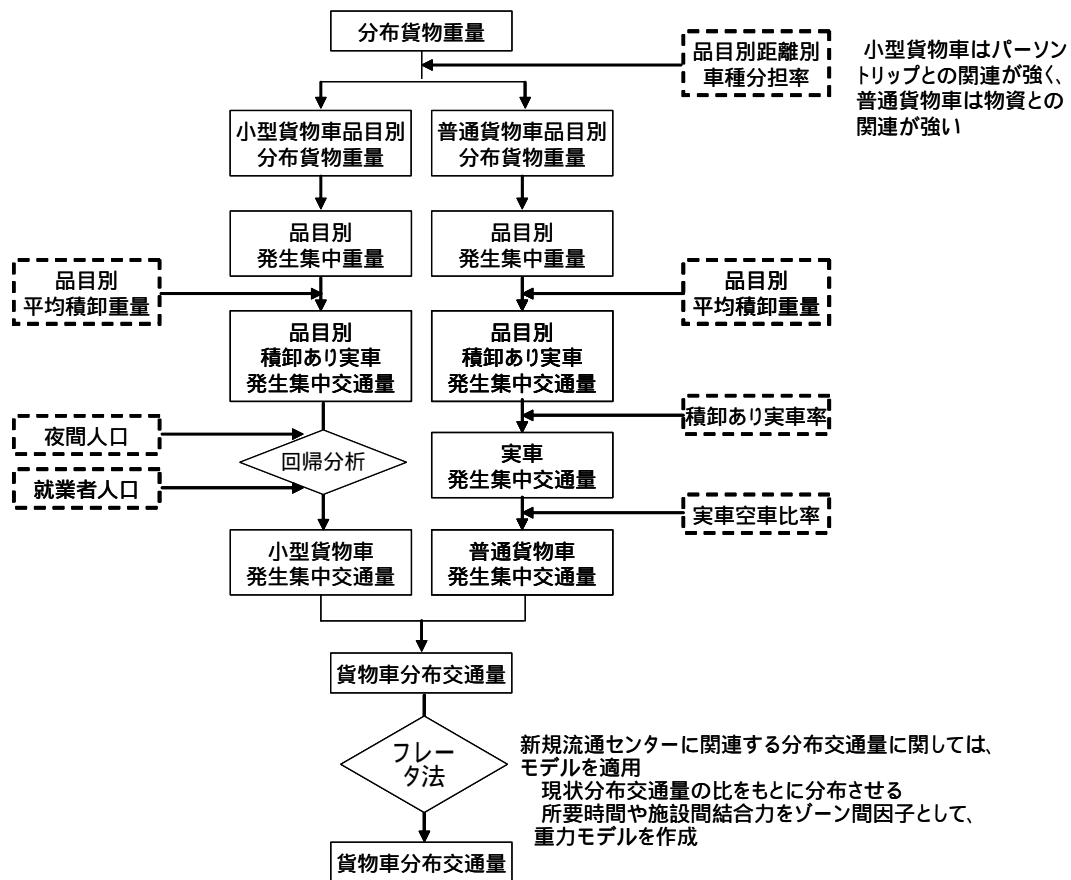 分布貨物重量
品目別距離別
車種分担率
小型貨物車はパーソン
トリップとの関連が強く、
普通貨物車は物資との
関連が強い
小型貨物車品目別
分布貨物重量
普通貨物車品目別
分布貨物重量
品目別
発生集中重量
品目別
発生集中重量
品目別
平均積卸重量
品目別
平均積卸重量
品目別
積卸あり実車
発生集中交通量
品目別
積卸あり実車
発生集中交通量
積卸あり実車率
夜間人口
回帰分析
就業者人口
実車
発生集中交通量
実車空車比率
小型貨物車
発生集中交通量
普通貨物車
発生集中交通量
貨物車分布交通量
フレー
タ法
新規流通センターに関連する分布交通量に関しては、
モデルを適用
現状分布交通量の比をもとに分布させる
所要時間や施設間結合力をゾーン間因子として、
重力モデルを作成
貨物車分布交通量